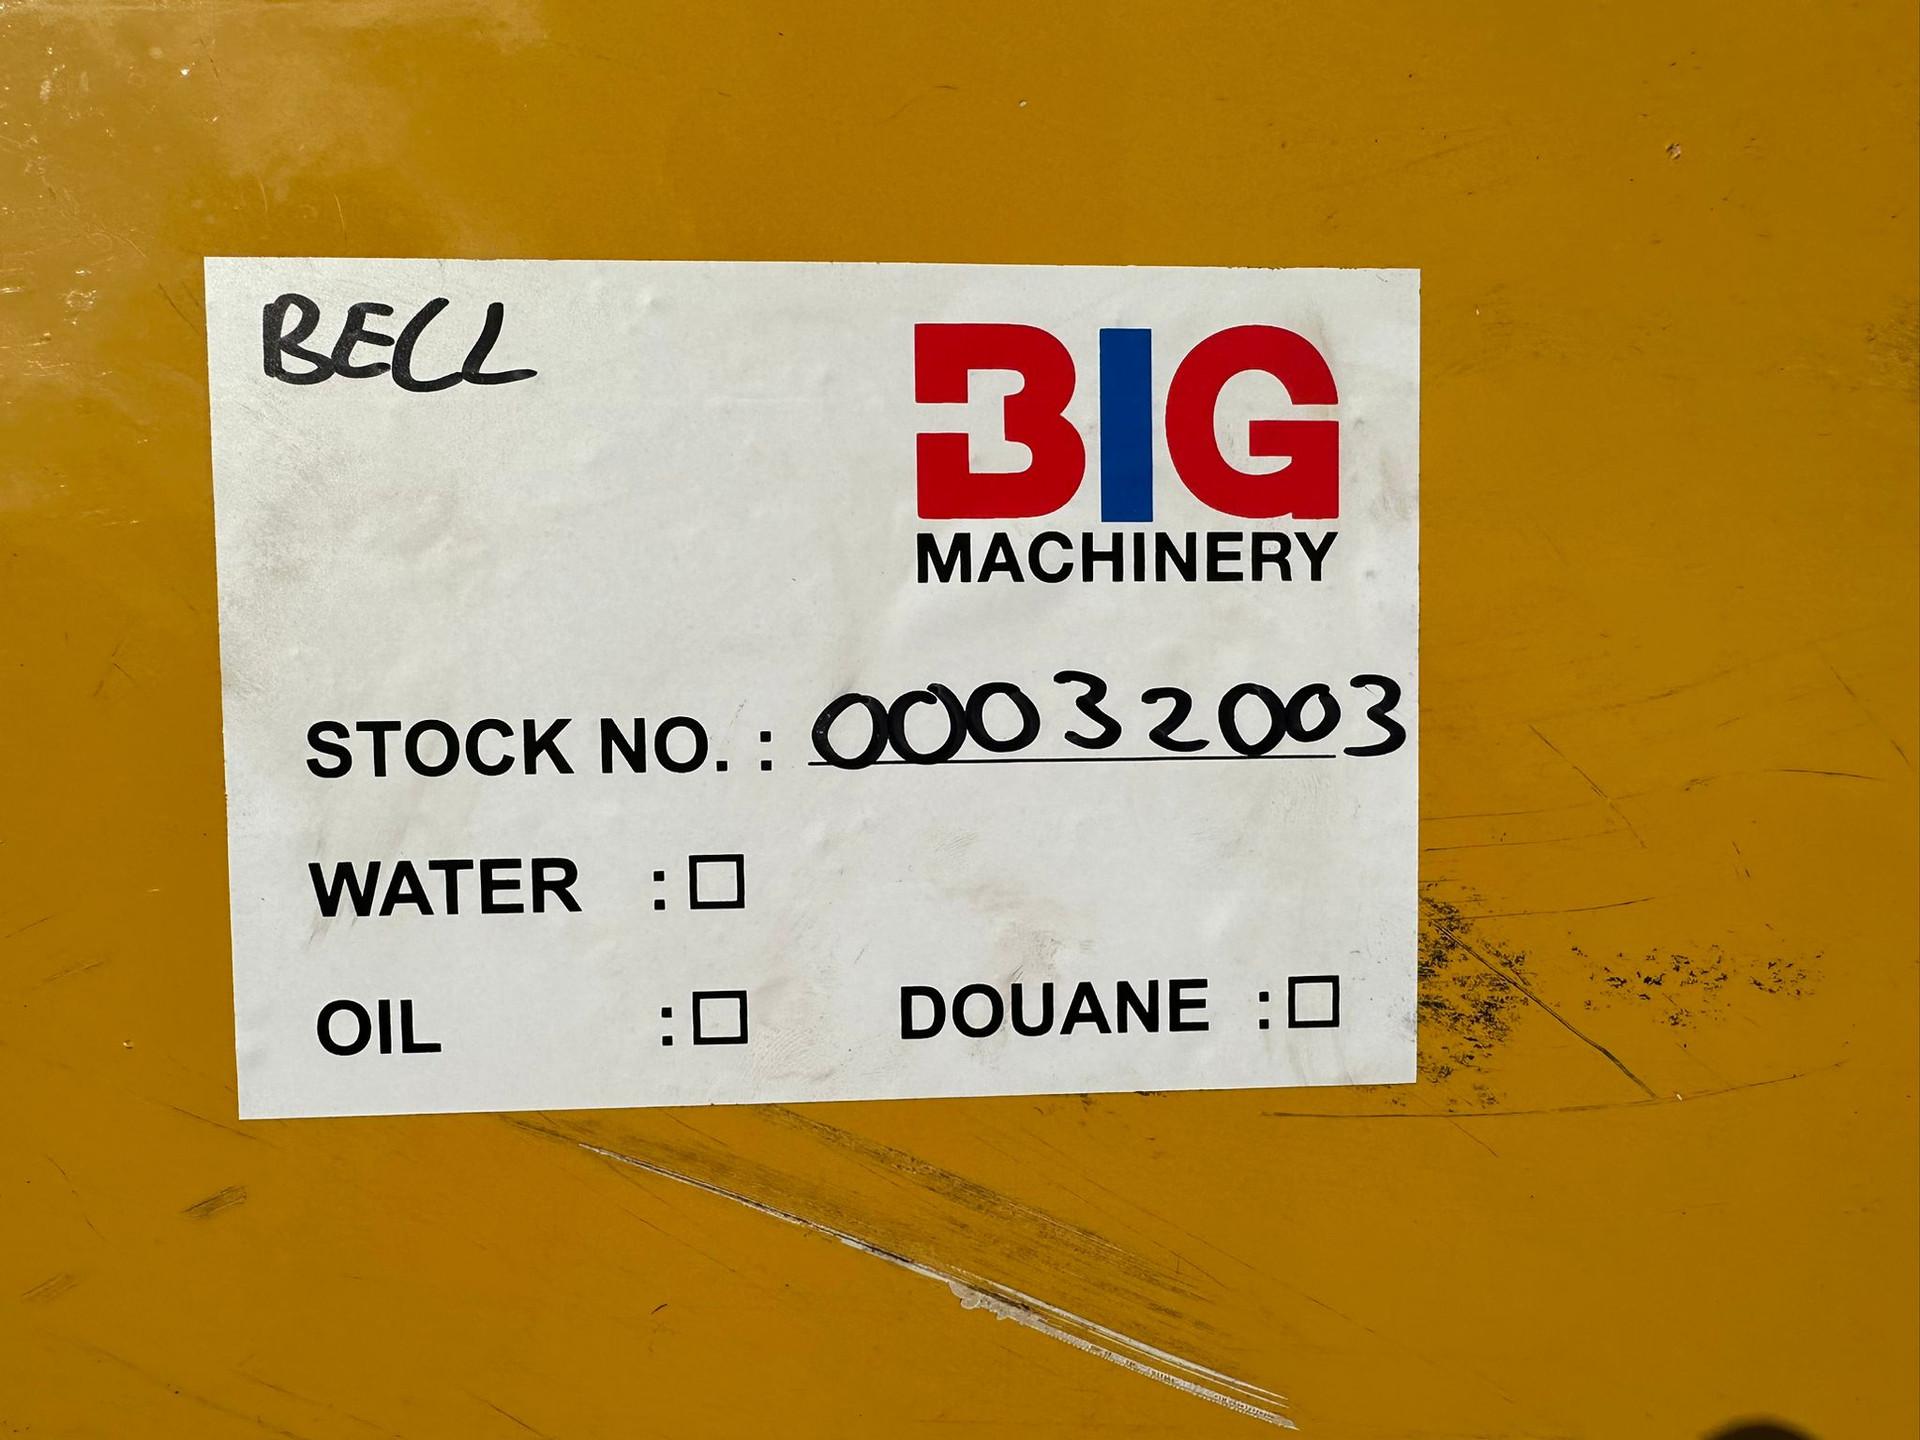 BELL
BIG
MACHINERY
STOCK NO. : 00032003
WATER : ☐
OIL : ☐ DOUANE : ☐